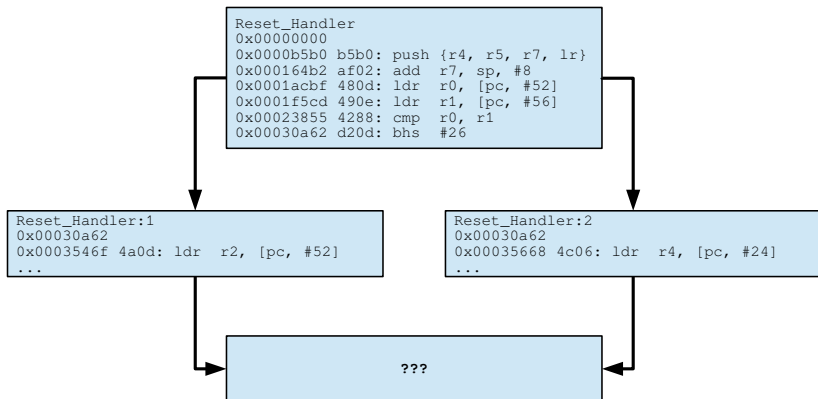 Reset_Handler
0x00000000
0x0000b5b0 b5b0: push {r4, r5, r7, lr}
0x000164b2 af02: add  r7, sp, #8
0x0001acbf 480d: ldr  r0, [pc, #52]
0x0001f5cd 490e: ldr  r1, [pc, #56]
0x00023855 4288: cmp  r0, r1
0x00030a62 d20d: bhs  #26
Reset_Handler:1
0x00030a62
0x0003546f 4a0d: ldr  r2, [pc, #52]
...
Reset_Handler:2
0x00030a62
0x00035668 4c06: ldr  r4, [pc, #24]
...
???